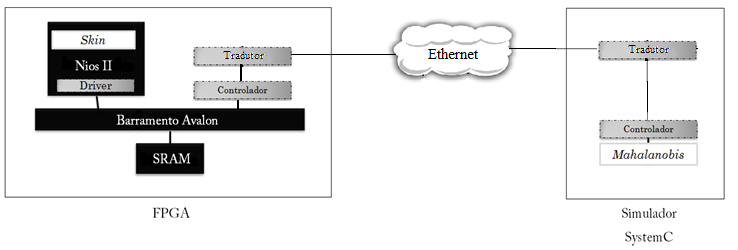 Skin
Nios II
Driver
Tradutor
Controlador
Barramento Avalon
SRAM
FPGA
Ethernet
Tradutor
Controlador
Mahalanobis
Simulador
SystemC